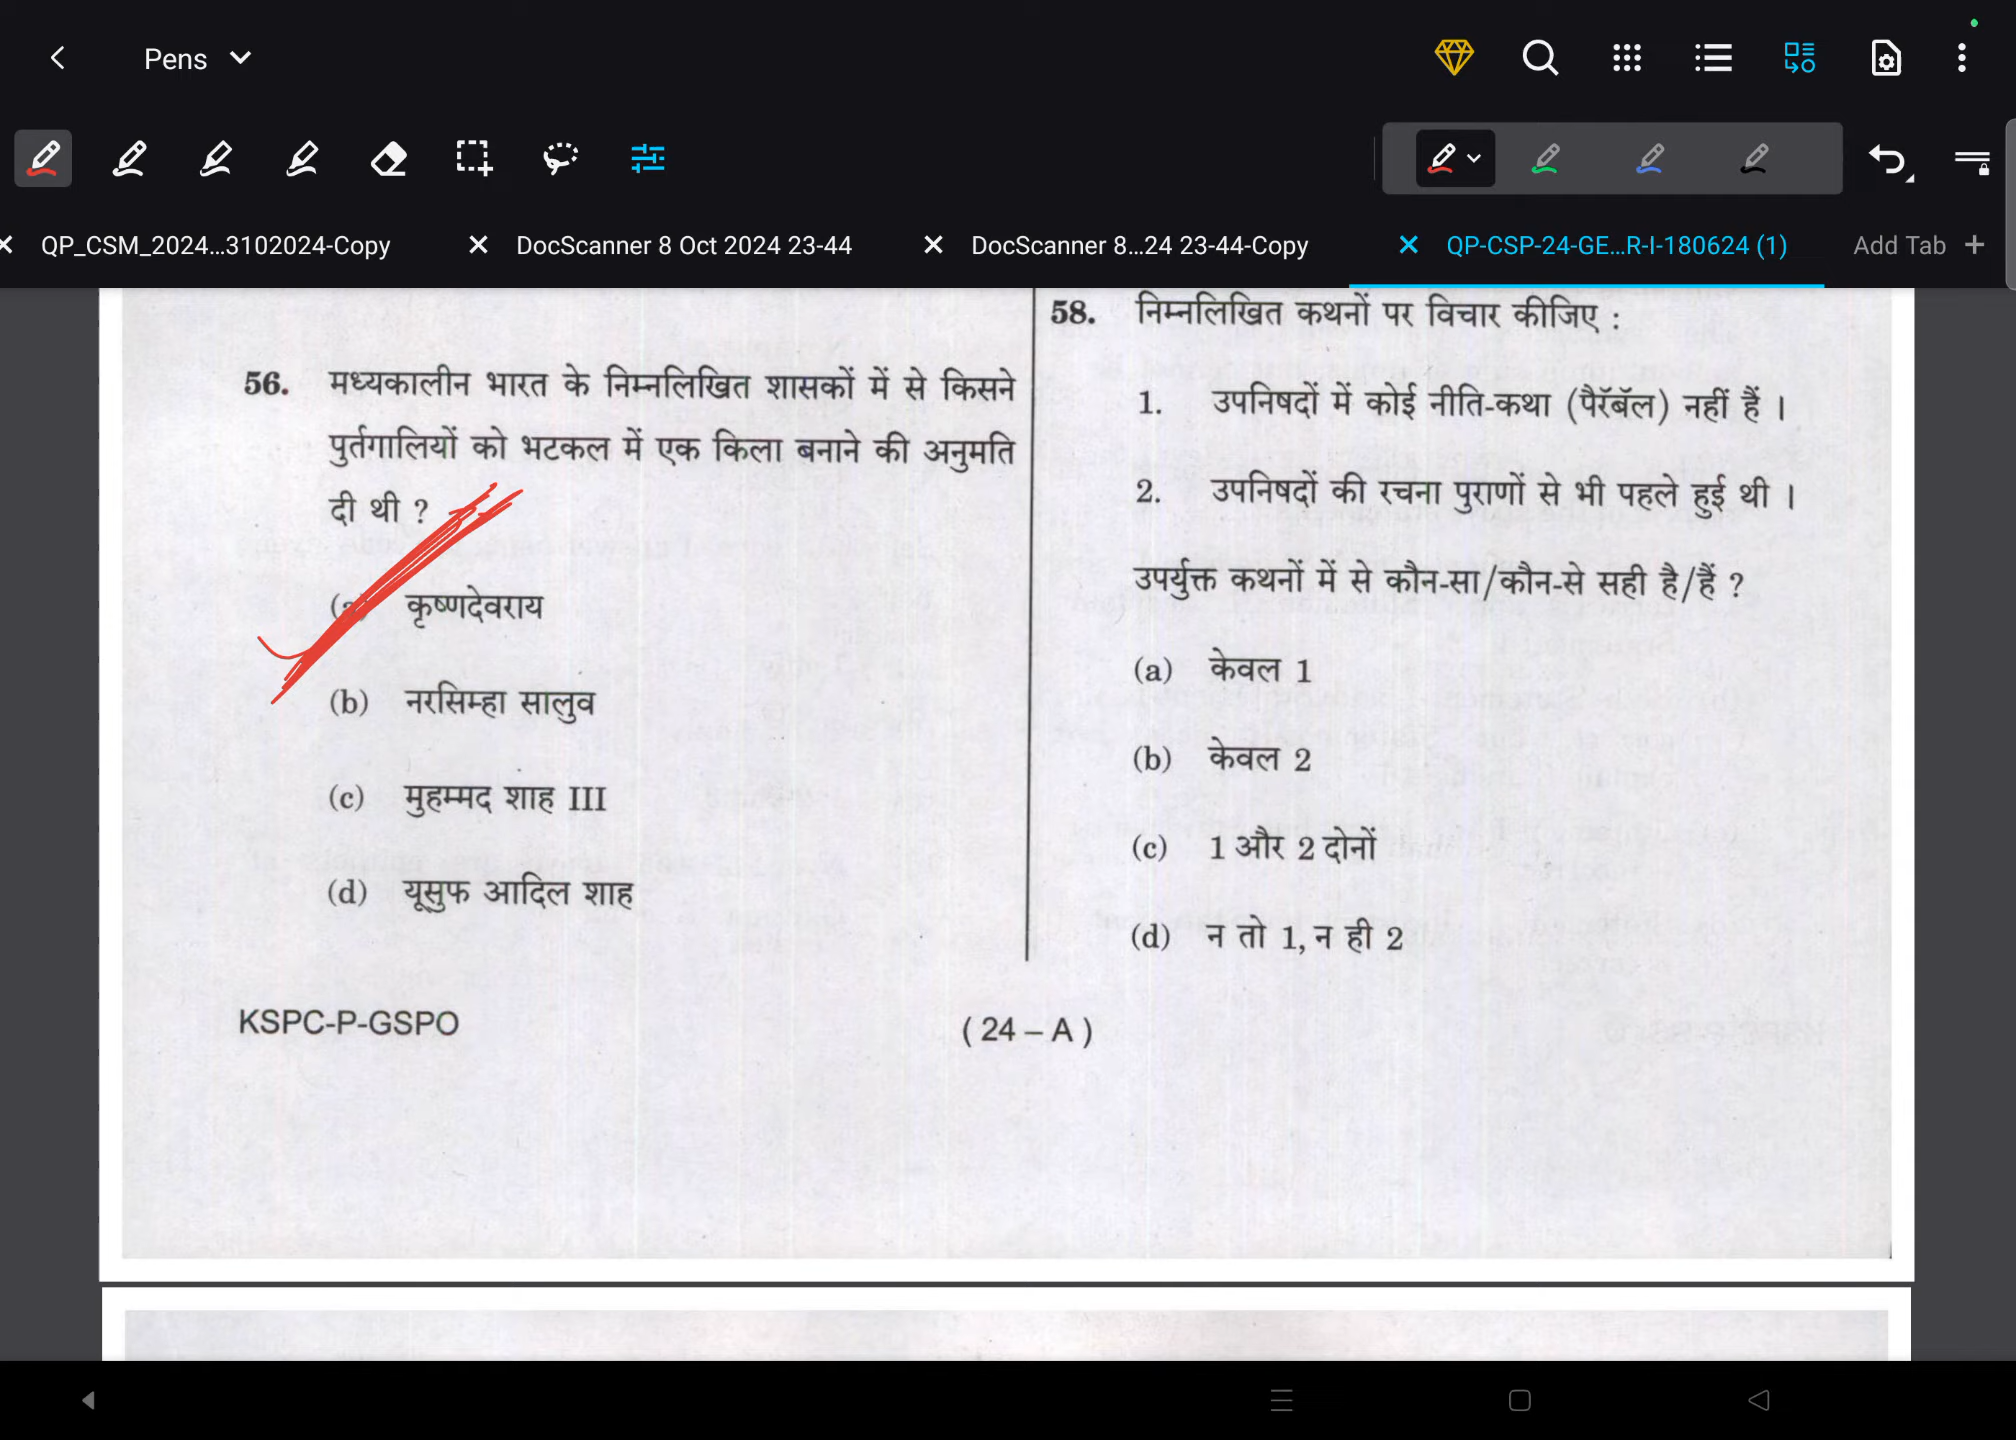 Pens
QP_CSM_2024...3102024-Copy
DocScanner 8 Oct 2024 23-44
DocScanner 8...24 23-44-Copy
QP-CSP-24-GE...R-I-180624 (1)
Add Tab +
56. मध्यकालीन भारत के निम्नलिखित शासकों में से किसने
पुर्तगालियों को भटकल में एक किला बनाने की अनुमति
दी थी ?
(a) कृष्णदेवराय
(b) नरसिम्हा सालुव
(c) मुहम्मद शाह III
(d) यूसुफ आदिल शाह
58. निम्नलिखित कथनों पर विचार कीजिए :
1. उपनिषदों में कोई नीति-कथा (पैरॅबॅल) नहीं हैं ।
2. उपनिषदों की रचना पुराणों से भी पहले हुई थी ।
उपर्युक्त कथनों में से कौन-सा/कौन-से सही है/हैं ?
(a) केवल 1
(b) केवल 2
(c) 1 और 2 दोनों
(d) न तो 1, न ही 2
KSPC-P-GSPO
( 24 – A )